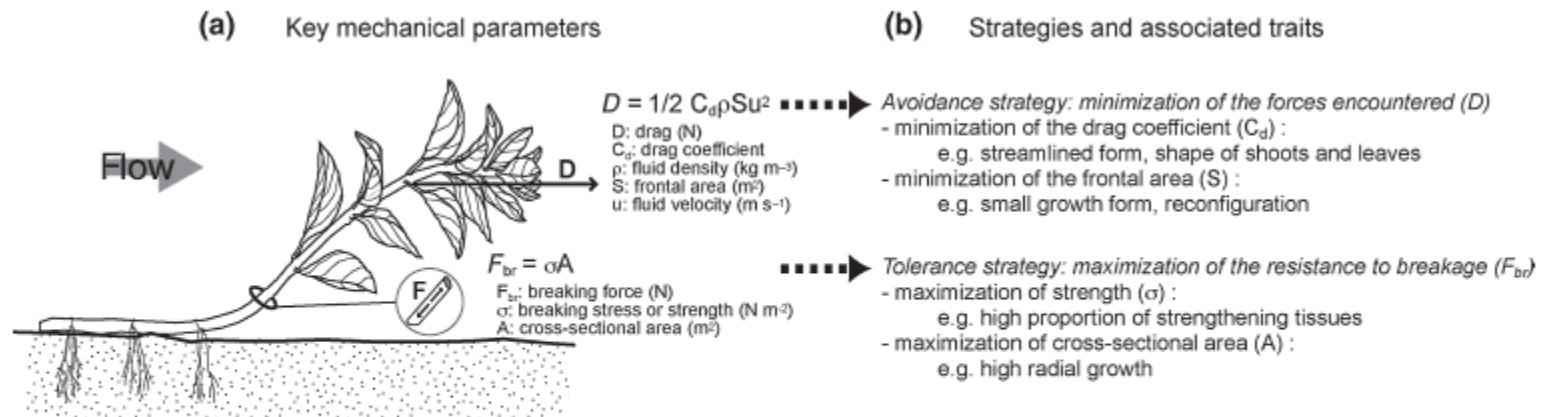 (a) Key mechanical parameters
Flow
D
D = 1/2 CdρSu²
D: drag (N)
Cd: drag coefficient
ρ: fluid density (kg m⁻³)
S: frontal area (m²)
u: fluid velocity (m s⁻¹)
F
Fbr = σA
Fbr: breaking force (N)
σ: breaking stress or strength (N m⁻²)
A: cross-sectional area (m²)
(b) Strategies and associated traits
Avoidance strategy: minimization of the forces encountered (D)
- minimization of the drag coefficient (Cd) :
e.g. streamlined form, shape of shoots and leaves
- minimization of the frontal area (S) :
e.g. small growth form, reconfiguration
Tolerance strategy: maximization of the resistance to breakage (Fbr)
- maximization of strength (σ) :
e.g. high proportion of strengthening tissues
- maximization of cross-sectional area (A) :
e.g. high radial growth